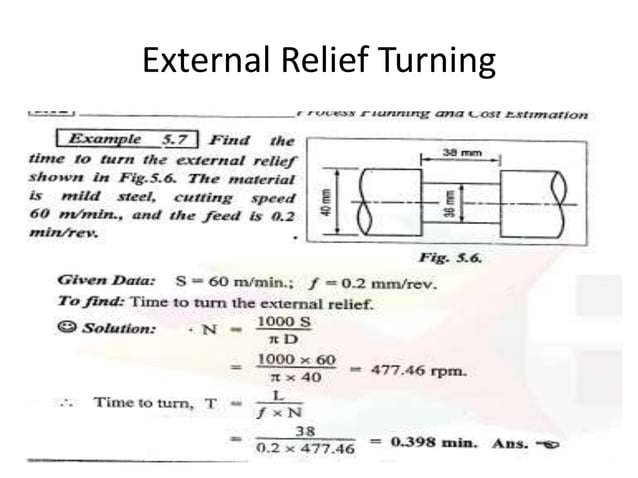 External Relief Turning
Process Planning and Cost Estimation
Example 5.7 Find the
time to turn the external relief
shown in Fig.5.6. The material
is mild steel, cutting speed
60 m/min., and the feed is 0.2
min/rev.
38 mm
40 mm
36 mm
Fig. 5.6.
Given Data: S = 60 m/min.; f = 0.2 mm/rev.
To find: Time to turn the external relief.
☺ Solution: N = 1000 S / π D
= 1000 × 60 / π × 40 = 477.46 rpm.
∴ Time to turn, T = L / f × N
= 38 / 0.2 × 477.46 = 0.398 min. Ans.